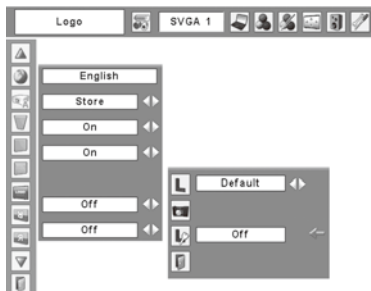 Logo SVGA 1
English
Store
On
On
Default
Off
Off
Off